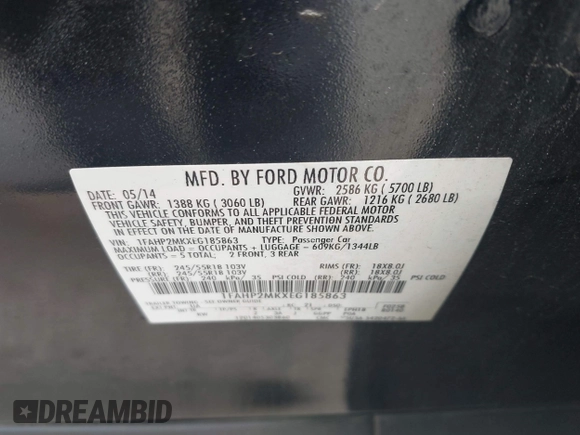 MFD. BY FORD MOTOR CO.
DATE: 05/14 GVWR: 2586 KG ( 5700 LB)
FRONT GAWR: 1388 KG ( 3060 LB) REAR GAWR: 1216 KG ( 2680 LB)
THIS VEHICLE CONFORMS TO ALL APPLICABLE FEDERAL MOTOR
VEHICLE SAFETY, BUMPER, AND THEFT PREVENTION STANDARDS
IN EFFECT ON THE DATE OF MANUFACTURE SHOWN ABOVE.
VIN: 1FAHP2MKXEG185863 TYPE: Passenger Car
MAXIMUM LOAD = OCCUPANTS + LUGGAGE = 609KG/1344LB
OCCUPANTS = 5 TOTAL, 2 FRONT, 3 REAR
TIRE (FR): 245/55R18 103V RIMS (FR): 18X8.0J
(RR): 245/55R18 103V (RR): 18X8.0J
PRESSURE (FR): 240 kPa/ 35 PSI COLD (RR): 240 kPa/ 35 PSI COLD
1FAHP2MKXEG185863
TRAILER TOWING - SEE OWNER GUIDE
DREAMBID